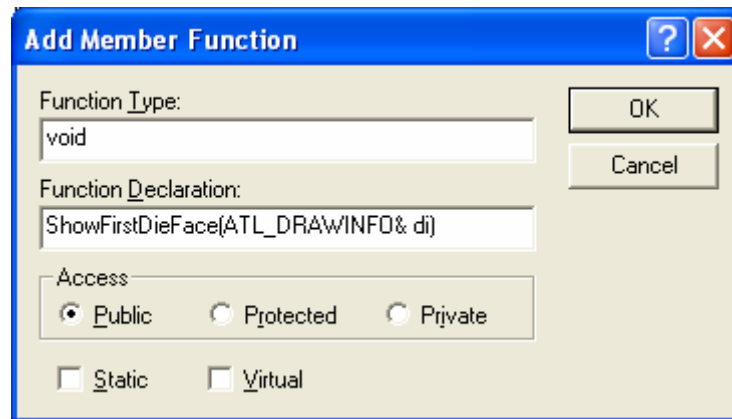 Add Member Function
?
Function Type:
OK
void
Cancel
Function Declaration:
ShowFirstDieFace(ATL_DRAWINFO& di)
Access
Public Protected Private
Static Virtual